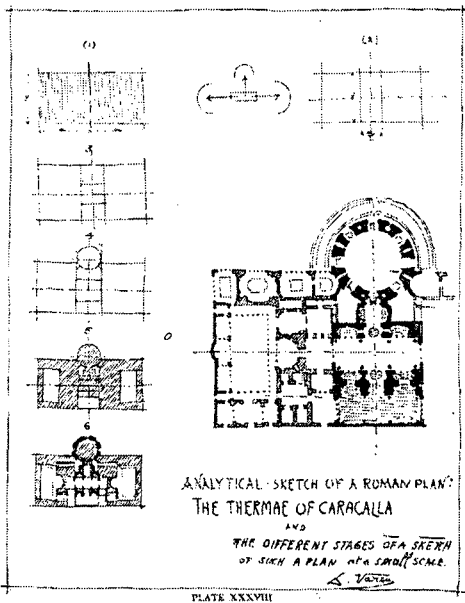 (1)
(2)
3
4
5
6
ANALYTICAL · SKETCH OF A ROMAN PLAN:
THE THERMAE OF CARACALLA
AND
THE DIFFERENT STAGES OF A SKETCH
OF SUCH A PLAN at a SMALL SCALE.
PLATE XXXVIII